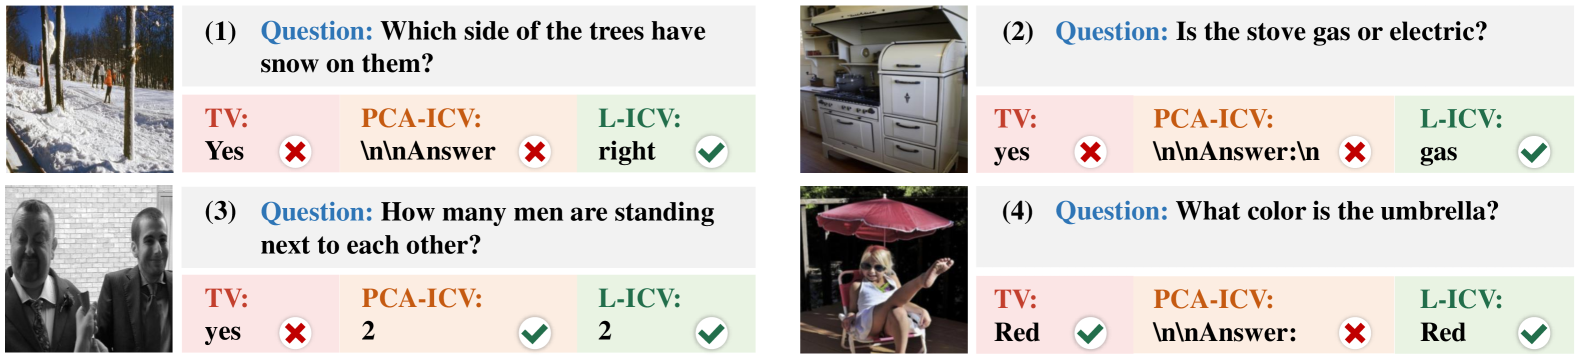 (1) Question: Which side of the trees have
snow on them?
TV: PCA-ICV: L-ICV:
Yes \n\nAnswer right
(2) Question: Is the stove gas or electric?
TV: PCA-ICV: L-ICV:
yes \n\nAnswer:\n gas
(3) Question: How many men are standing
next to each other?
TV: PCA-ICV: L-ICV:
yes 2 2
(4) Question: What color is the umbrella?
TV: PCA-ICV: L-ICV:
Red \n\nAnswer: Red